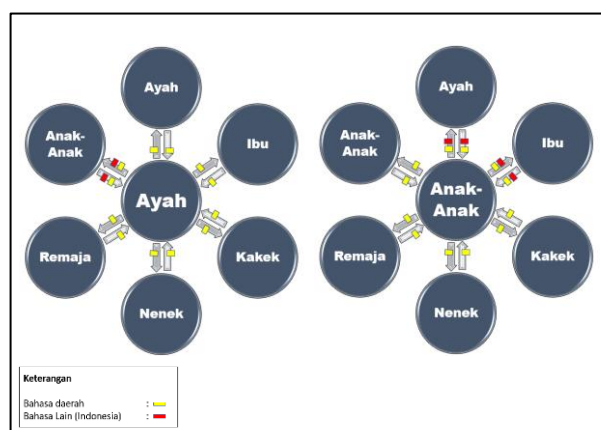 Ayah
Anak-
Anak
Ibu
Ayah
Remaja
Kakek
Nenek
Ayah
Anak-
Anak
Ibu
Anak-
Anak
Remaja
Kakek
Nenek
Keterangan
Bahasa daerah :
Bahasa Lain (Indonesia) :